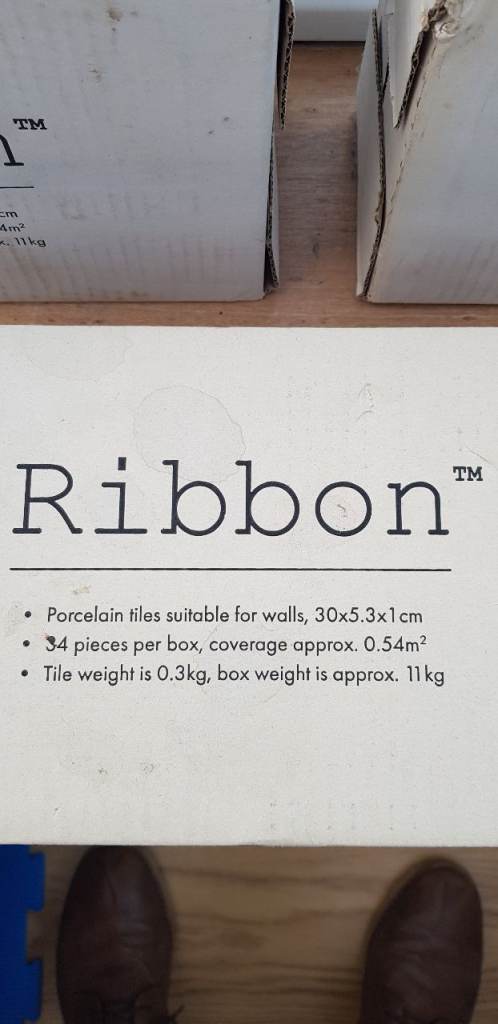 n™
cm
4m²
x. 11kg
Ribbon™
• Porcelain tiles suitable for walls, 30x5.3x1cm
• 34 pieces per box, coverage approx. 0.54m²
• Tile weight is 0.3kg, box weight is approx. 11kg